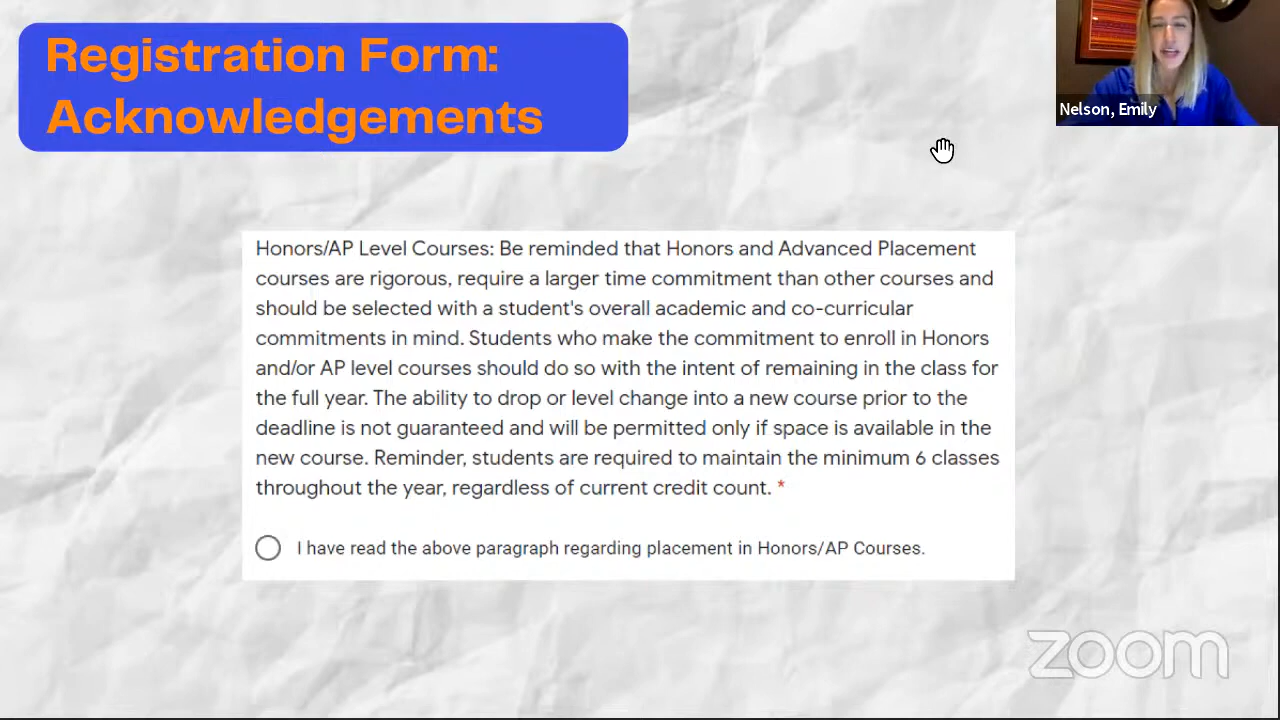 Registration Form:
Acknowledgements
Nelson, Emily
Honors/AP Level Courses: Be reminded that Honors and Advanced Placement
courses are rigorous, require a larger time commitment than other courses and
should be selected with a student's overall academic and co-curricular
commitments in mind. Students who make the commitment to enroll in Honors
and/or AP level courses should do so with the intent of remaining in the class for
the full year. The ability to drop or level change into a new course prior to the
deadline is not guaranteed and will be permitted only if space is available in the
new course. Reminder, students are required to maintain the minimum 6 classes
throughout the year, regardless of current credit count. *
I have read the above paragraph regarding placement in Honors/AP Courses.
zoom